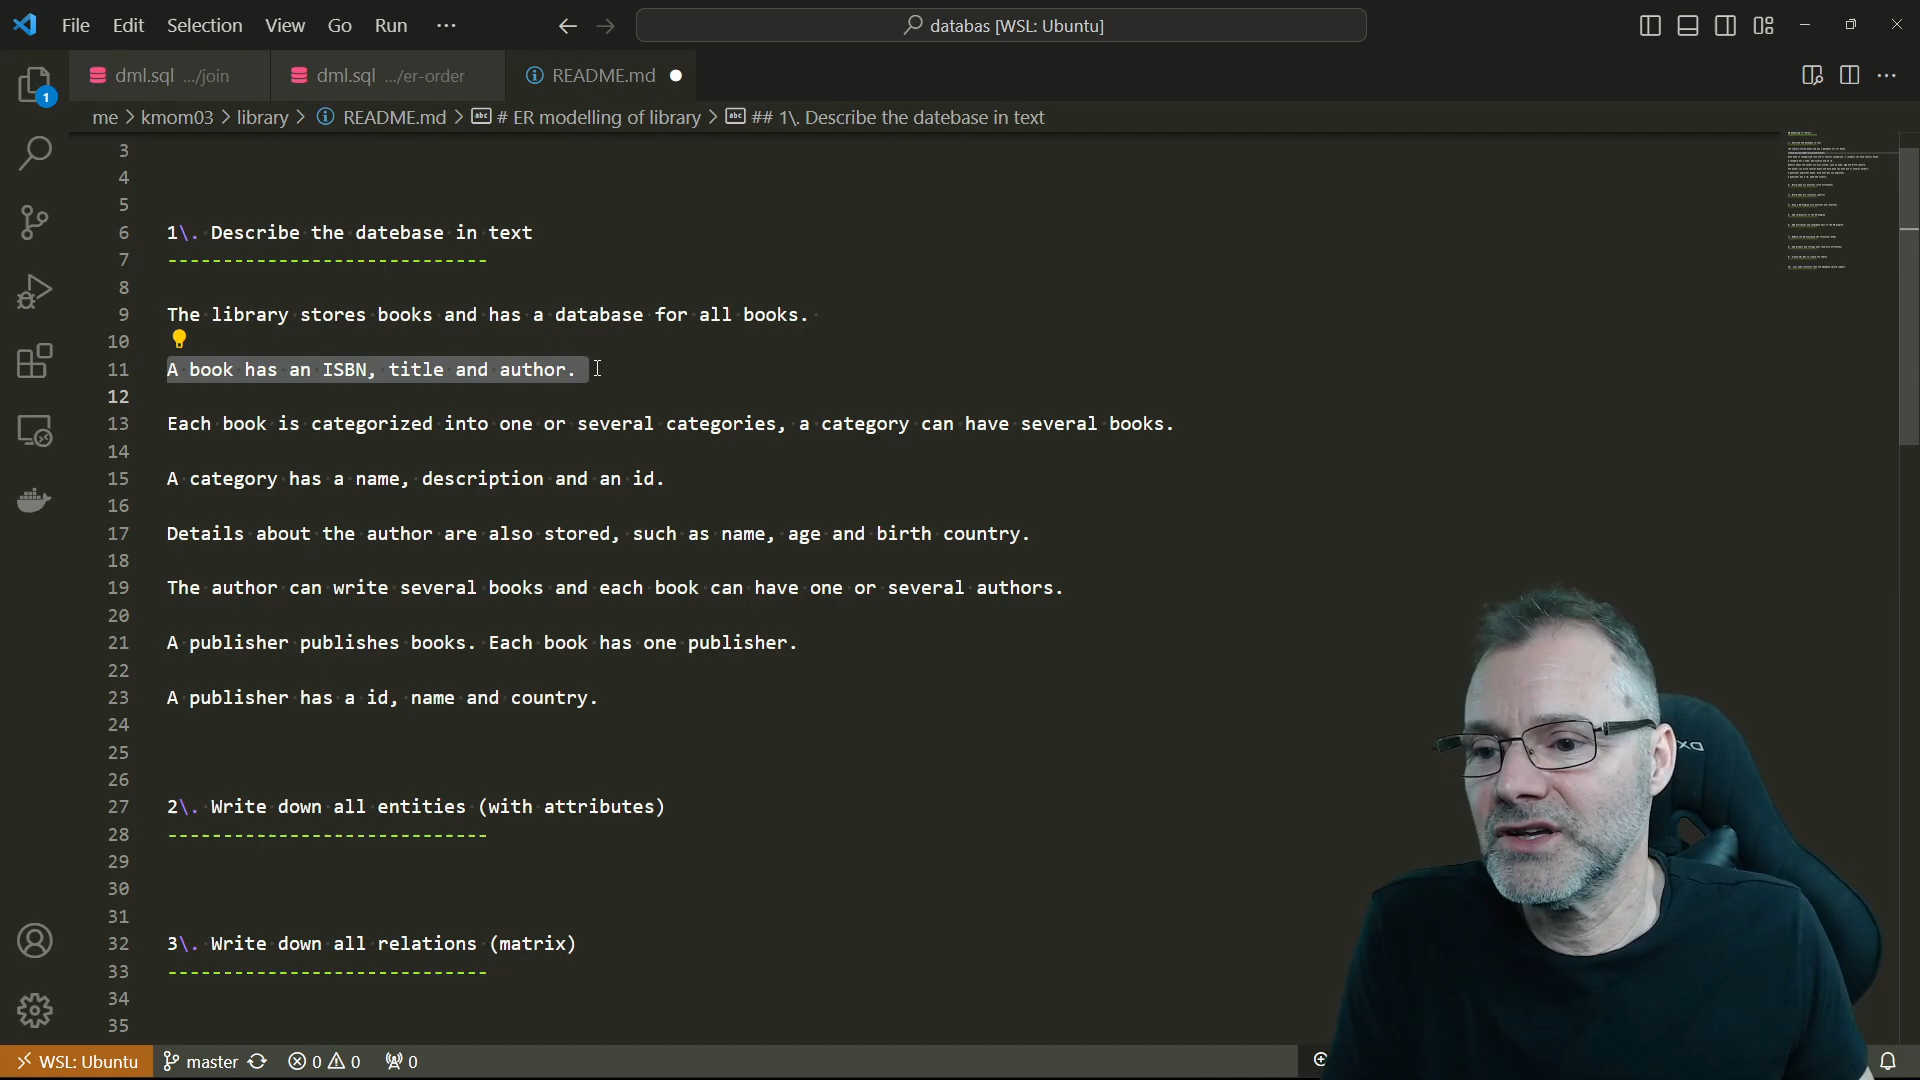 File Edit Selection View Go Run ···
databas [WSL: Ubuntu]
dml.sql .../join dml.sql .../er-order README.md
me > kmom03 > library > README.md > # ER modelling of library > ## 1\. Describe the datebase in text
1
3
4
5
6 1\. Describe the datebase in text
7 -----------------------------
8
9 The library stores books and has a database for all books.
10
11 A book has an ISBN, title and author.
12
13 Each book is categorized into one or several categories, a category can have several books.
14
15 A category has a name, description and an id.
16
17 Details about the author are also stored, such as name, age and birth country.
18
19 The author can write several books and each book can have one or several authors.
20
21 A publisher publishes books. Each book has one publisher.
22
23 A publisher has a id, name and country.
24
25
26
27 2\. Write down all entities (with attributes)
28 -----------------------------
29
30
31
32 3\. Write down all relations (matrix)
33 -----------------------------
34
35
WSL: Ubuntu master 0 0 0